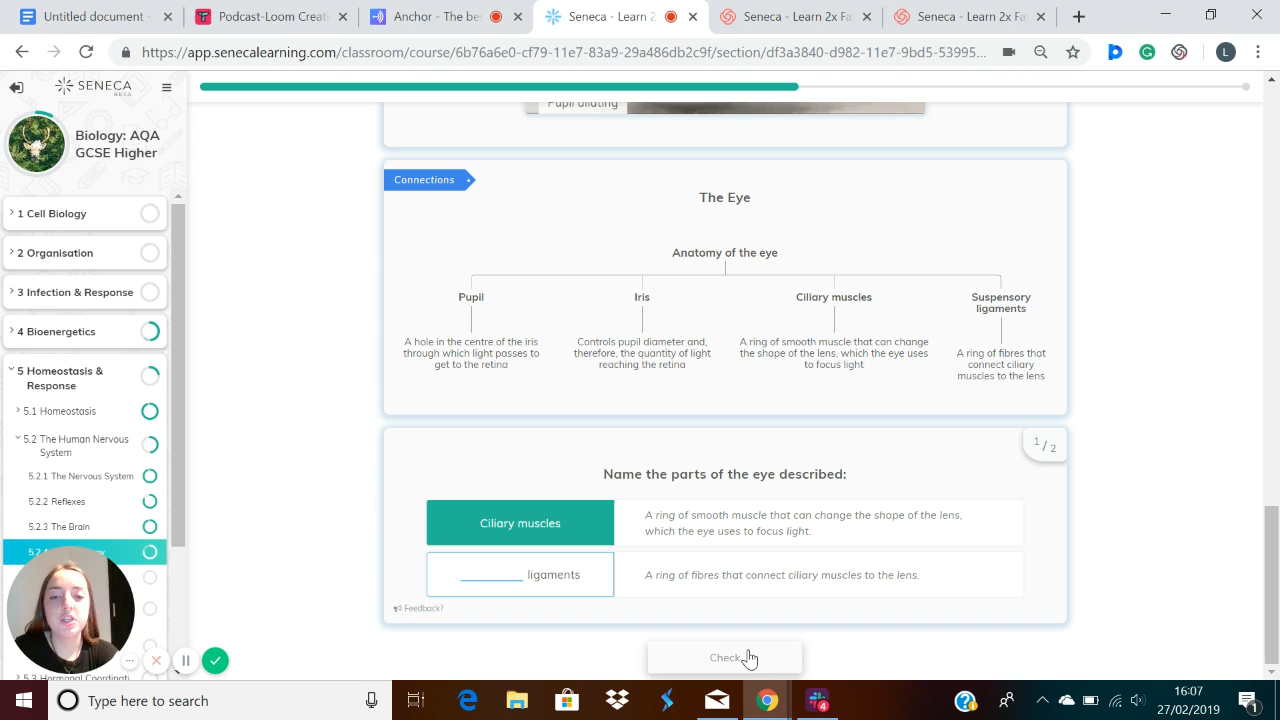 Untitled document
Podcast-Loom Creati
Anchor - The be
Seneca - Learn 2
Seneca - Learn 2x Fa
Seneca - Learn 2x Fa
https://app.senecalearning.com/classroom/course/6b76a6e0-cf79-11e7-83a9-29a486db2c9f/section/df3a3840-d982-11e7-9bd5-53995...
L
SENECA
BETA
Biology: AQA
GCSE Higher
1 Cell Biology
2 Organisation
3 Infection & Response
4 Bioenergetics
5 Homeostasis &
Response
5.1 Homeostasis
5.2 The Human Nervous
System
5.2.1 The Nervous System
5.2.2 Reflexes
5.2.3 The Brain
Pupil dilating
Connections
The Eye
Anatomy of the eye
Pupil
Iris
Ciliary muscles
Suspensory
ligaments
A hole in the centre of the iris
through which light passes to
get to the retina
Controls pupil diameter and,
therefore, the quantity of light
reaching the retina
A ring of smooth muscle that can change
the shape of the lens, which the eye uses
to focus light
A ring of fibres that
connect ciliary
muscles to the lens
1 / 2
Name the parts of the eye described:
Ciliary muscles
A ring of smooth muscle that can change the shape of the lens,
which the eye uses to focus light.
________ ligaments
A ring of fibres that connect ciliary muscles to the lens.
Feedback?
Check
Type here to search
4
16:07
27/02/2019
1